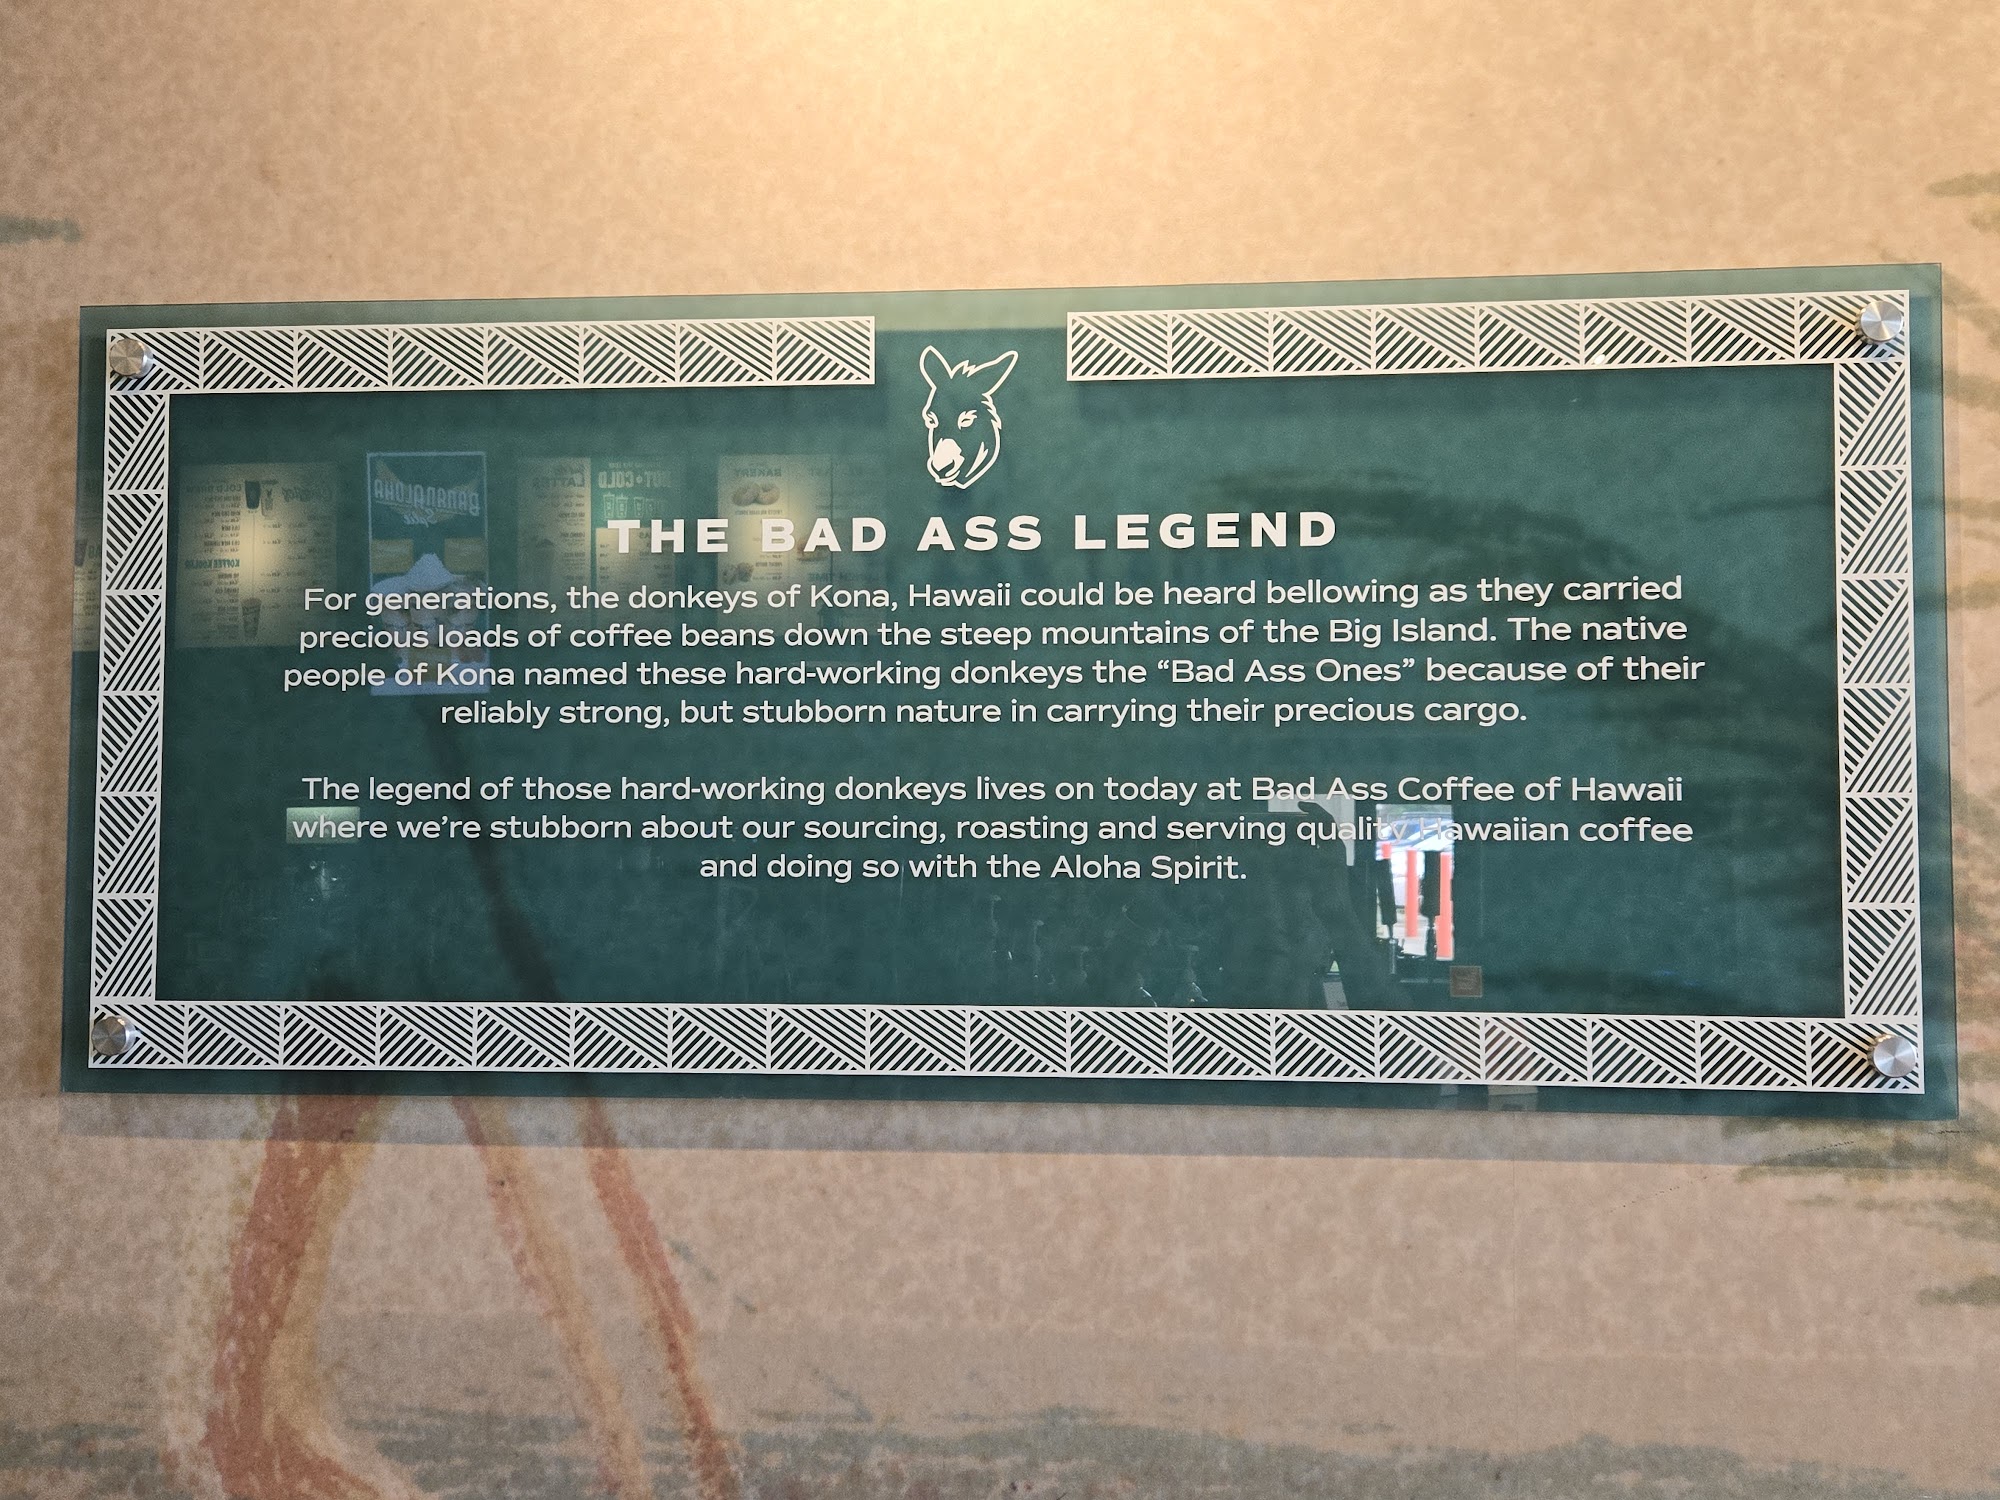 THE BAD ASS LEGEND
For generations, the donkeys of Kona, Hawaii could be heard bellowing as they carried
precious loads of coffee beans down the steep mountains of the Big Island. The native
people of Kona named these hard-working donkeys the “Bad Ass Ones” because of their
reliably strong, but stubborn nature in carrying their precious cargo.
The legend of those hard-working donkeys lives on today at Bad Ass Coffee of Hawaii
where we’re stubborn about our sourcing, roasting and serving quality Hawaiian coffee
and doing so with the Aloha Spirit.